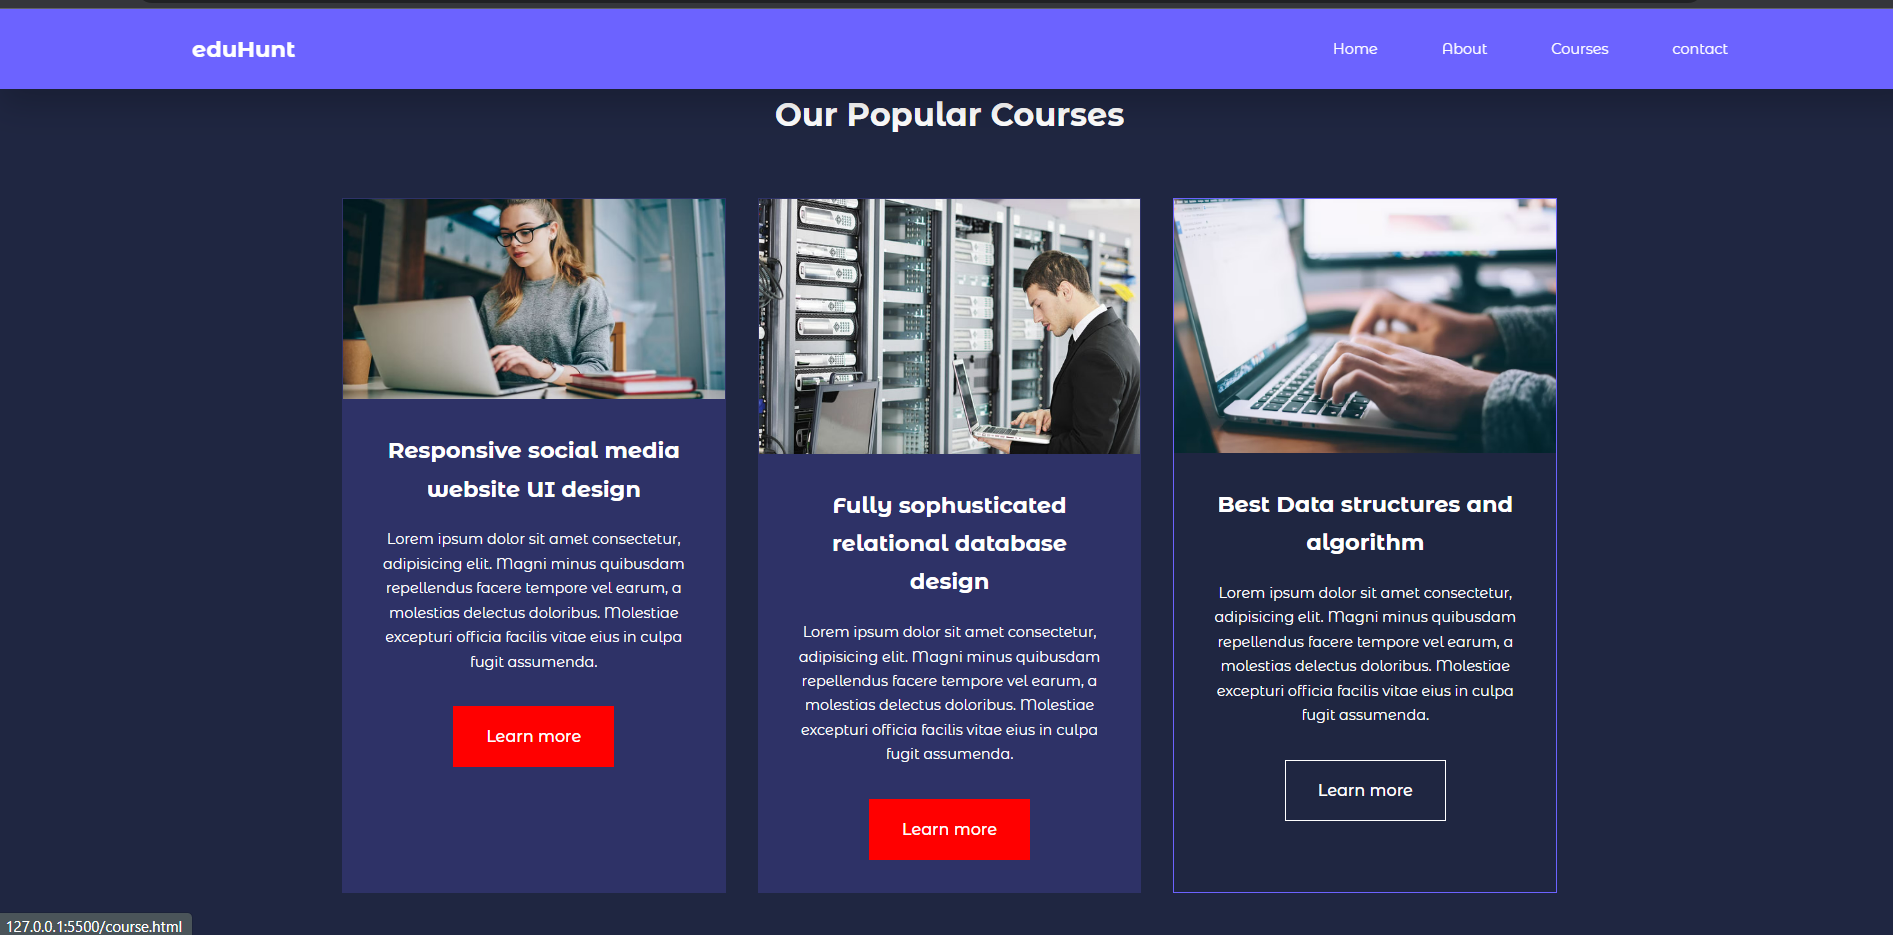 eduHunt
Home About Courses contact
Our Popular Courses
Responsive social media
website UI design
Lorem ipsum dolor sit amet consectetur,
adipisicing elit. Magni minus quibusdam
repellendus facere tempore vel earum, a
molestias delectus doloribus. Molestiae
excepturi officia facilis vitae eius in culpa
fugit assumenda.
Learn more
Fully sophusticated
relational database
design
Lorem ipsum dolor sit amet consectetur,
adipisicing elit. Magni minus quibusdam
repellendus facere tempore vel earum, a
molestias delectus doloribus. Molestiae
excepturi officia facilis vitae eius in culpa
fugit assumenda.
Learn more
Best Data structures and
algorithm
Lorem ipsum dolor sit amet consectetur,
adipisicing elit. Magni minus quibusdam
repellendus facere tempore vel earum, a
molestias delectus doloribus. Molestiae
excepturi officia facilis vitae eius in culpa
fugit assumenda.
Learn more
127.0.0.1:5500/course.html